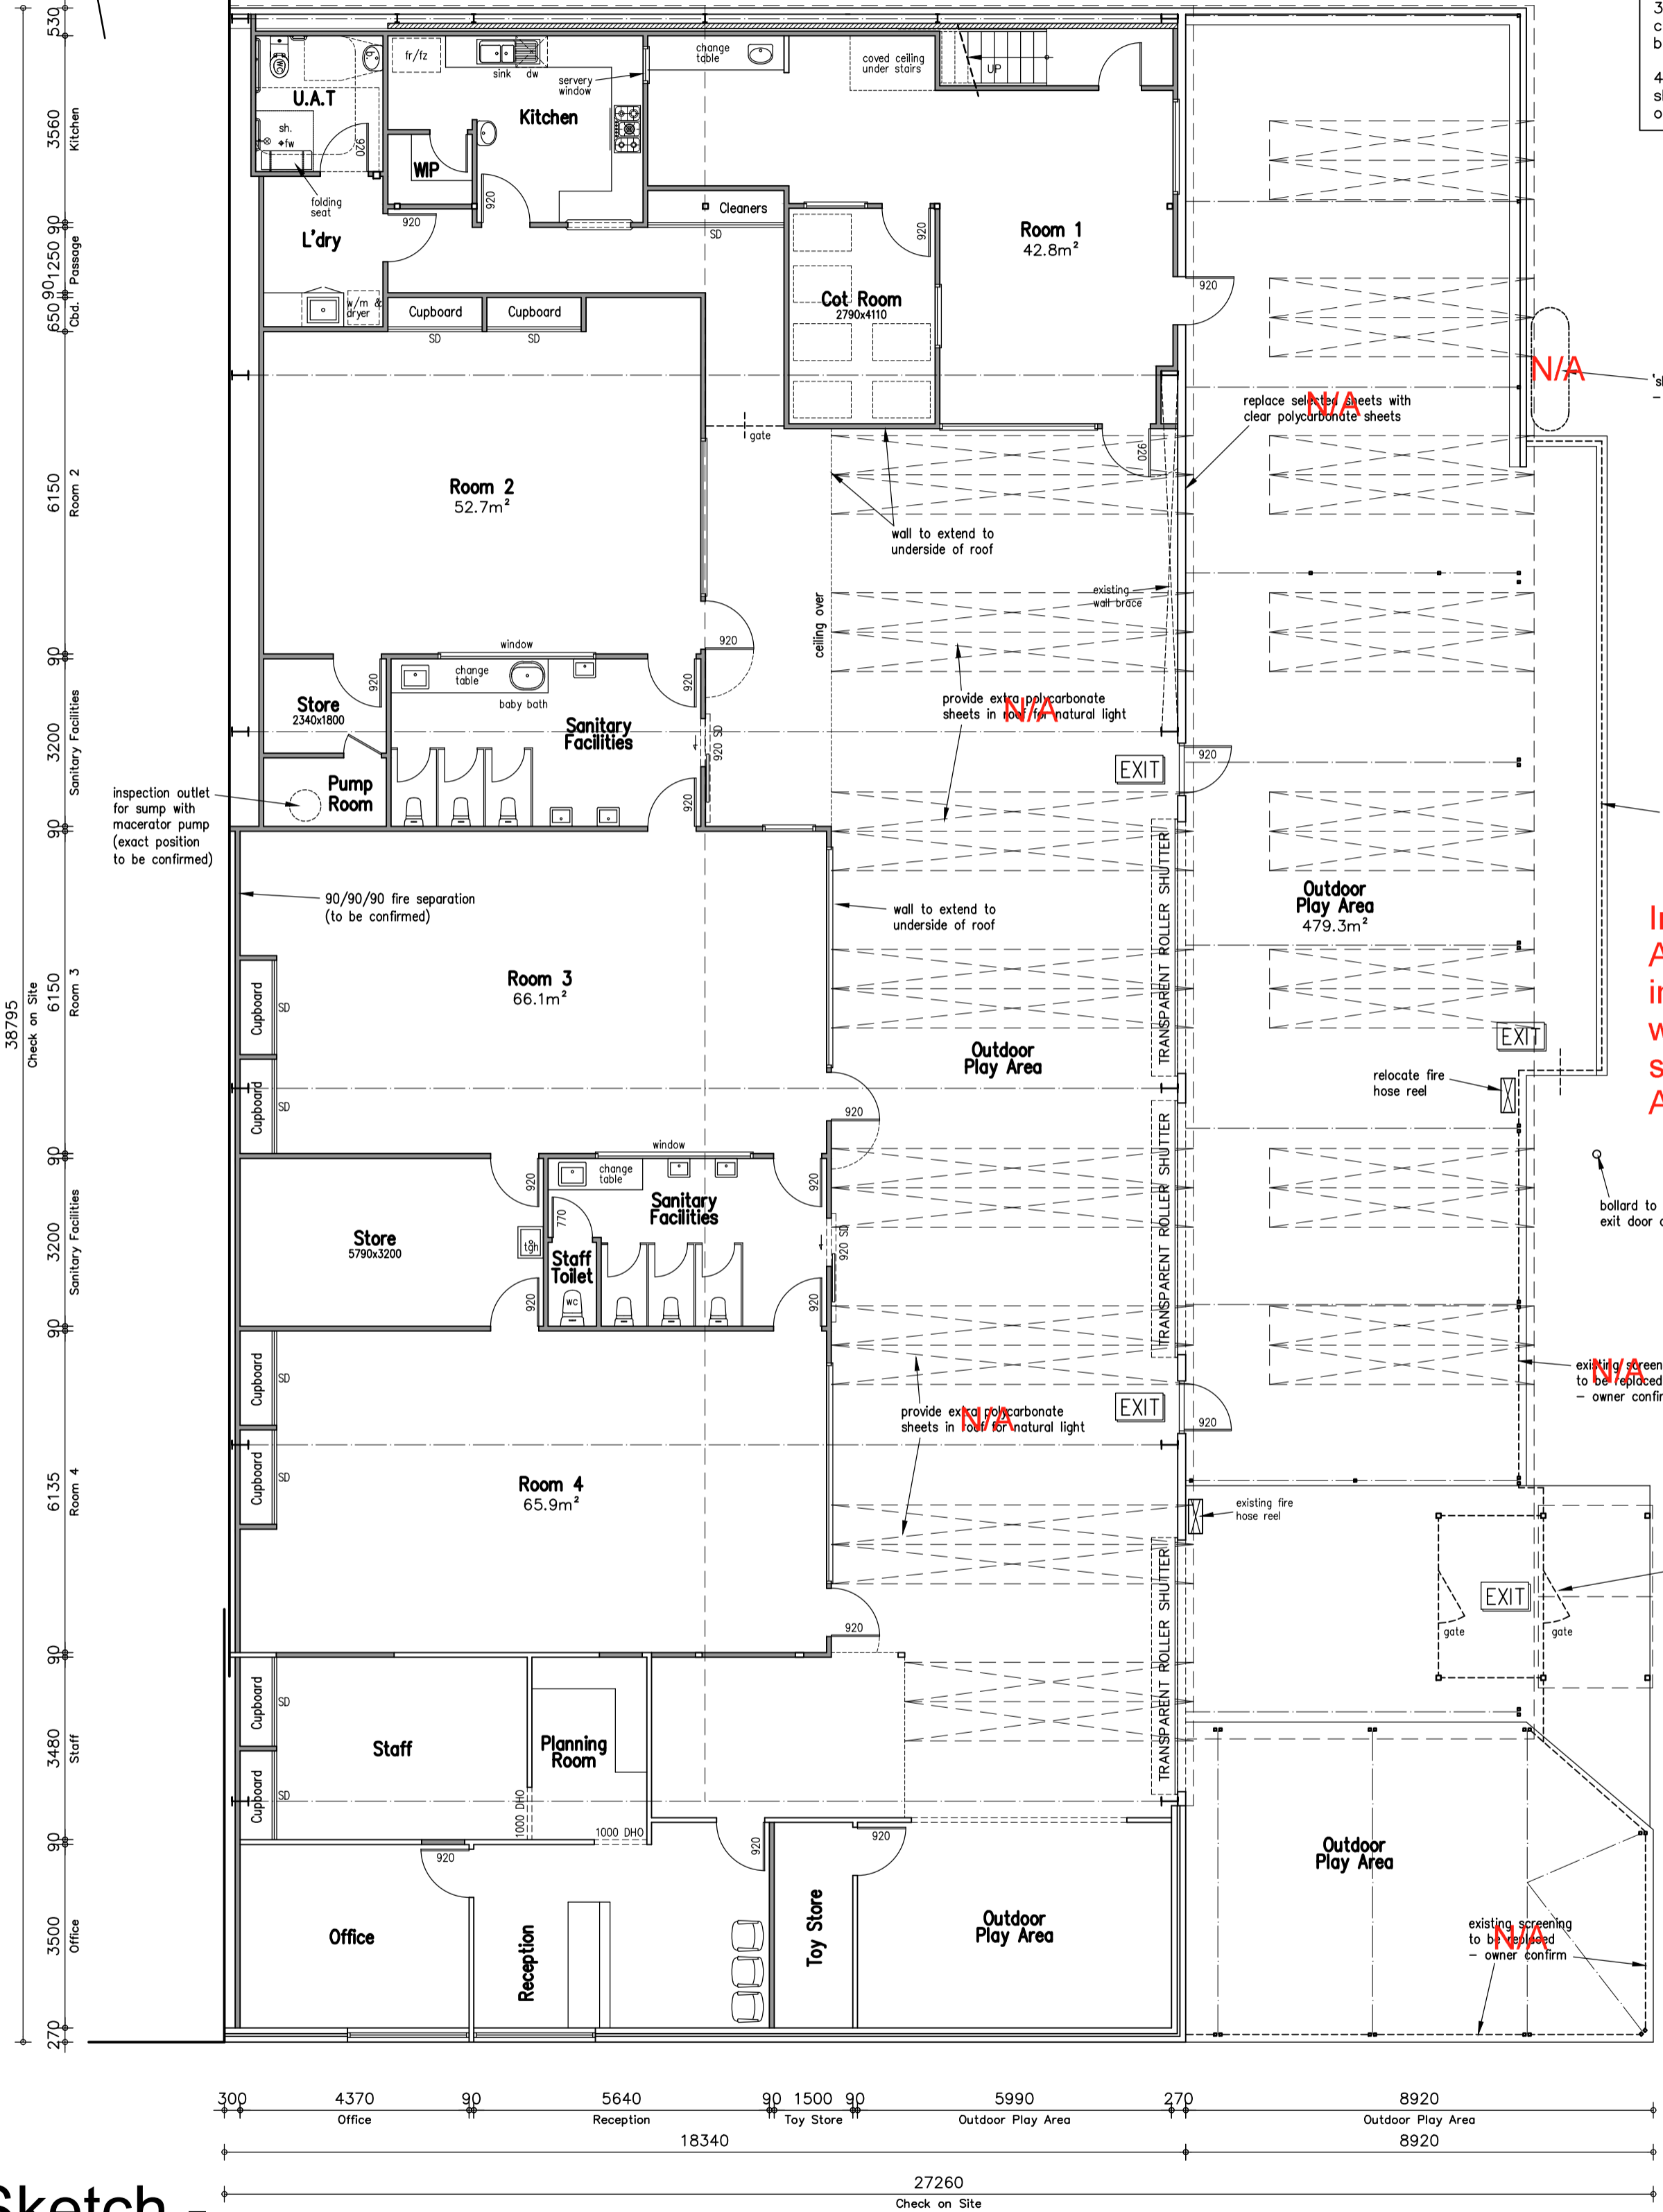 fr/fz
sink dw
servery
window
change
table
coved ceiling
under stairs
UP
WC
b
U.A.T
Kitchen
sh.
fw
920
WIP
folding
seat
920
920
Cleaners
SD
L'dry
w/m &
dryer
Cupboard
Cupboard
SD
SD
Room 1
42.8m²
920
Cot Room
2790x4110
920
N/A
replace selected sheets with
clear polycarbonate sheets
N/A
gate
920
Room 2
52.7m²
wall to extend to
underside of roof
existing
wall brace
ceiling over
window
920
920
change
table
baby bath
920
Store
2340x1800
Sanitary
Facilities
920 SD
provide extra polycarbonate
sheets in roof for natural light
N/A
EXIT
920
Pump
Room
920
inspection outlet
for sump with
macerator pump
(exact position
to be confirmed)
90/90/90 fire separation
(to be confirmed)
wall to extend to
underside of roof
TRANSPARENT ROLLER SHUTTER
Outdoor
Play Area
479.3m²
Room 3
66.1m²
Cupboard
SD
Cupboard
SD
Outdoor
Play Area
EXIT
relocate fire
hose reel
920
window
920
change
table
920
770
Sanitary
Facilities
TRANSPARENT ROLLER SHUTTER
bollard to
exit door
Store
5790x3200
tgh
Staff
Toilet
WC
920 SD
920
920
Cupboard
SD
Cupboard
SD
Room 4
65.9m²
provide extra polycarbonate
sheets in roof for natural light
N/A
EXIT
920
existing screen
to be replaced
– owner confir
N/A
existing fire
hose reel
TRANSPARENT ROLLER SHUTTER
EXIT
gate
gate
920
Cupboard
SD
Cupboard
SD
Staff
Planning
Room
1000 DHO
1000 DHO
920
920
920
Office
Reception
Toy Store
Outdoor
Play Area
Outdoor
Play Area
existing screening
to be replaced
– owner confirm
N/A
530
3560
Kitchen
90
1250
Passage
90
650
Cbd.
6150
Room 2
90
3200
Sanitary Facilities
90
6150
Room 3
90
3200
Sanitary Facilities
90
6135
Room 4
90
3480
Staff
90
3500
Office
270
38795
Check on Site
300 4370 90 5640 90 1500 90 5990 270 8920
Office Reception Toy Store Outdoor Play Area Outdoor Play Area
18340 8920
27260
Check on Site
Sketch -